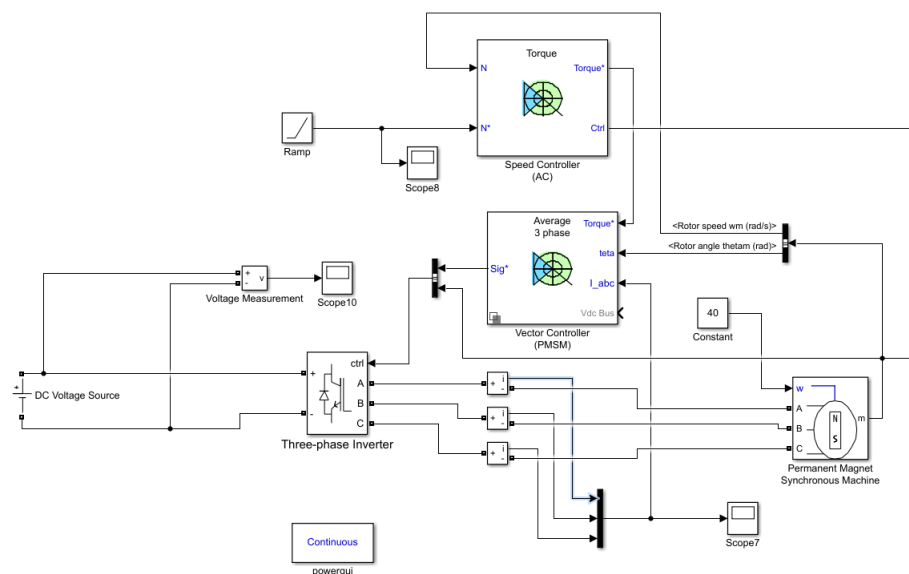 Torque
N
Torque*
N*
Ctrl
Ramp
Speed Controller
(AC)
Scope8
Average
3 phase
Torque*
<Rotor speed wm (rad/s)>
<Rotor angle thetam (rad)>
teta
Sig*
I_abc
Vdc Bus
Vector Controller
(PMSM)
+
-
v
Voltage Measurement
Scope10
40
Constant
+
DC Voltage Source
+
-
ctrl
A
B
C
Three-phase Inverter
+
i
-
+
i
-
+
i
-
w
A
B
C
N
S
m
Permanent Magnet
Synchronous Machine
Scope7
Continuous
powergui